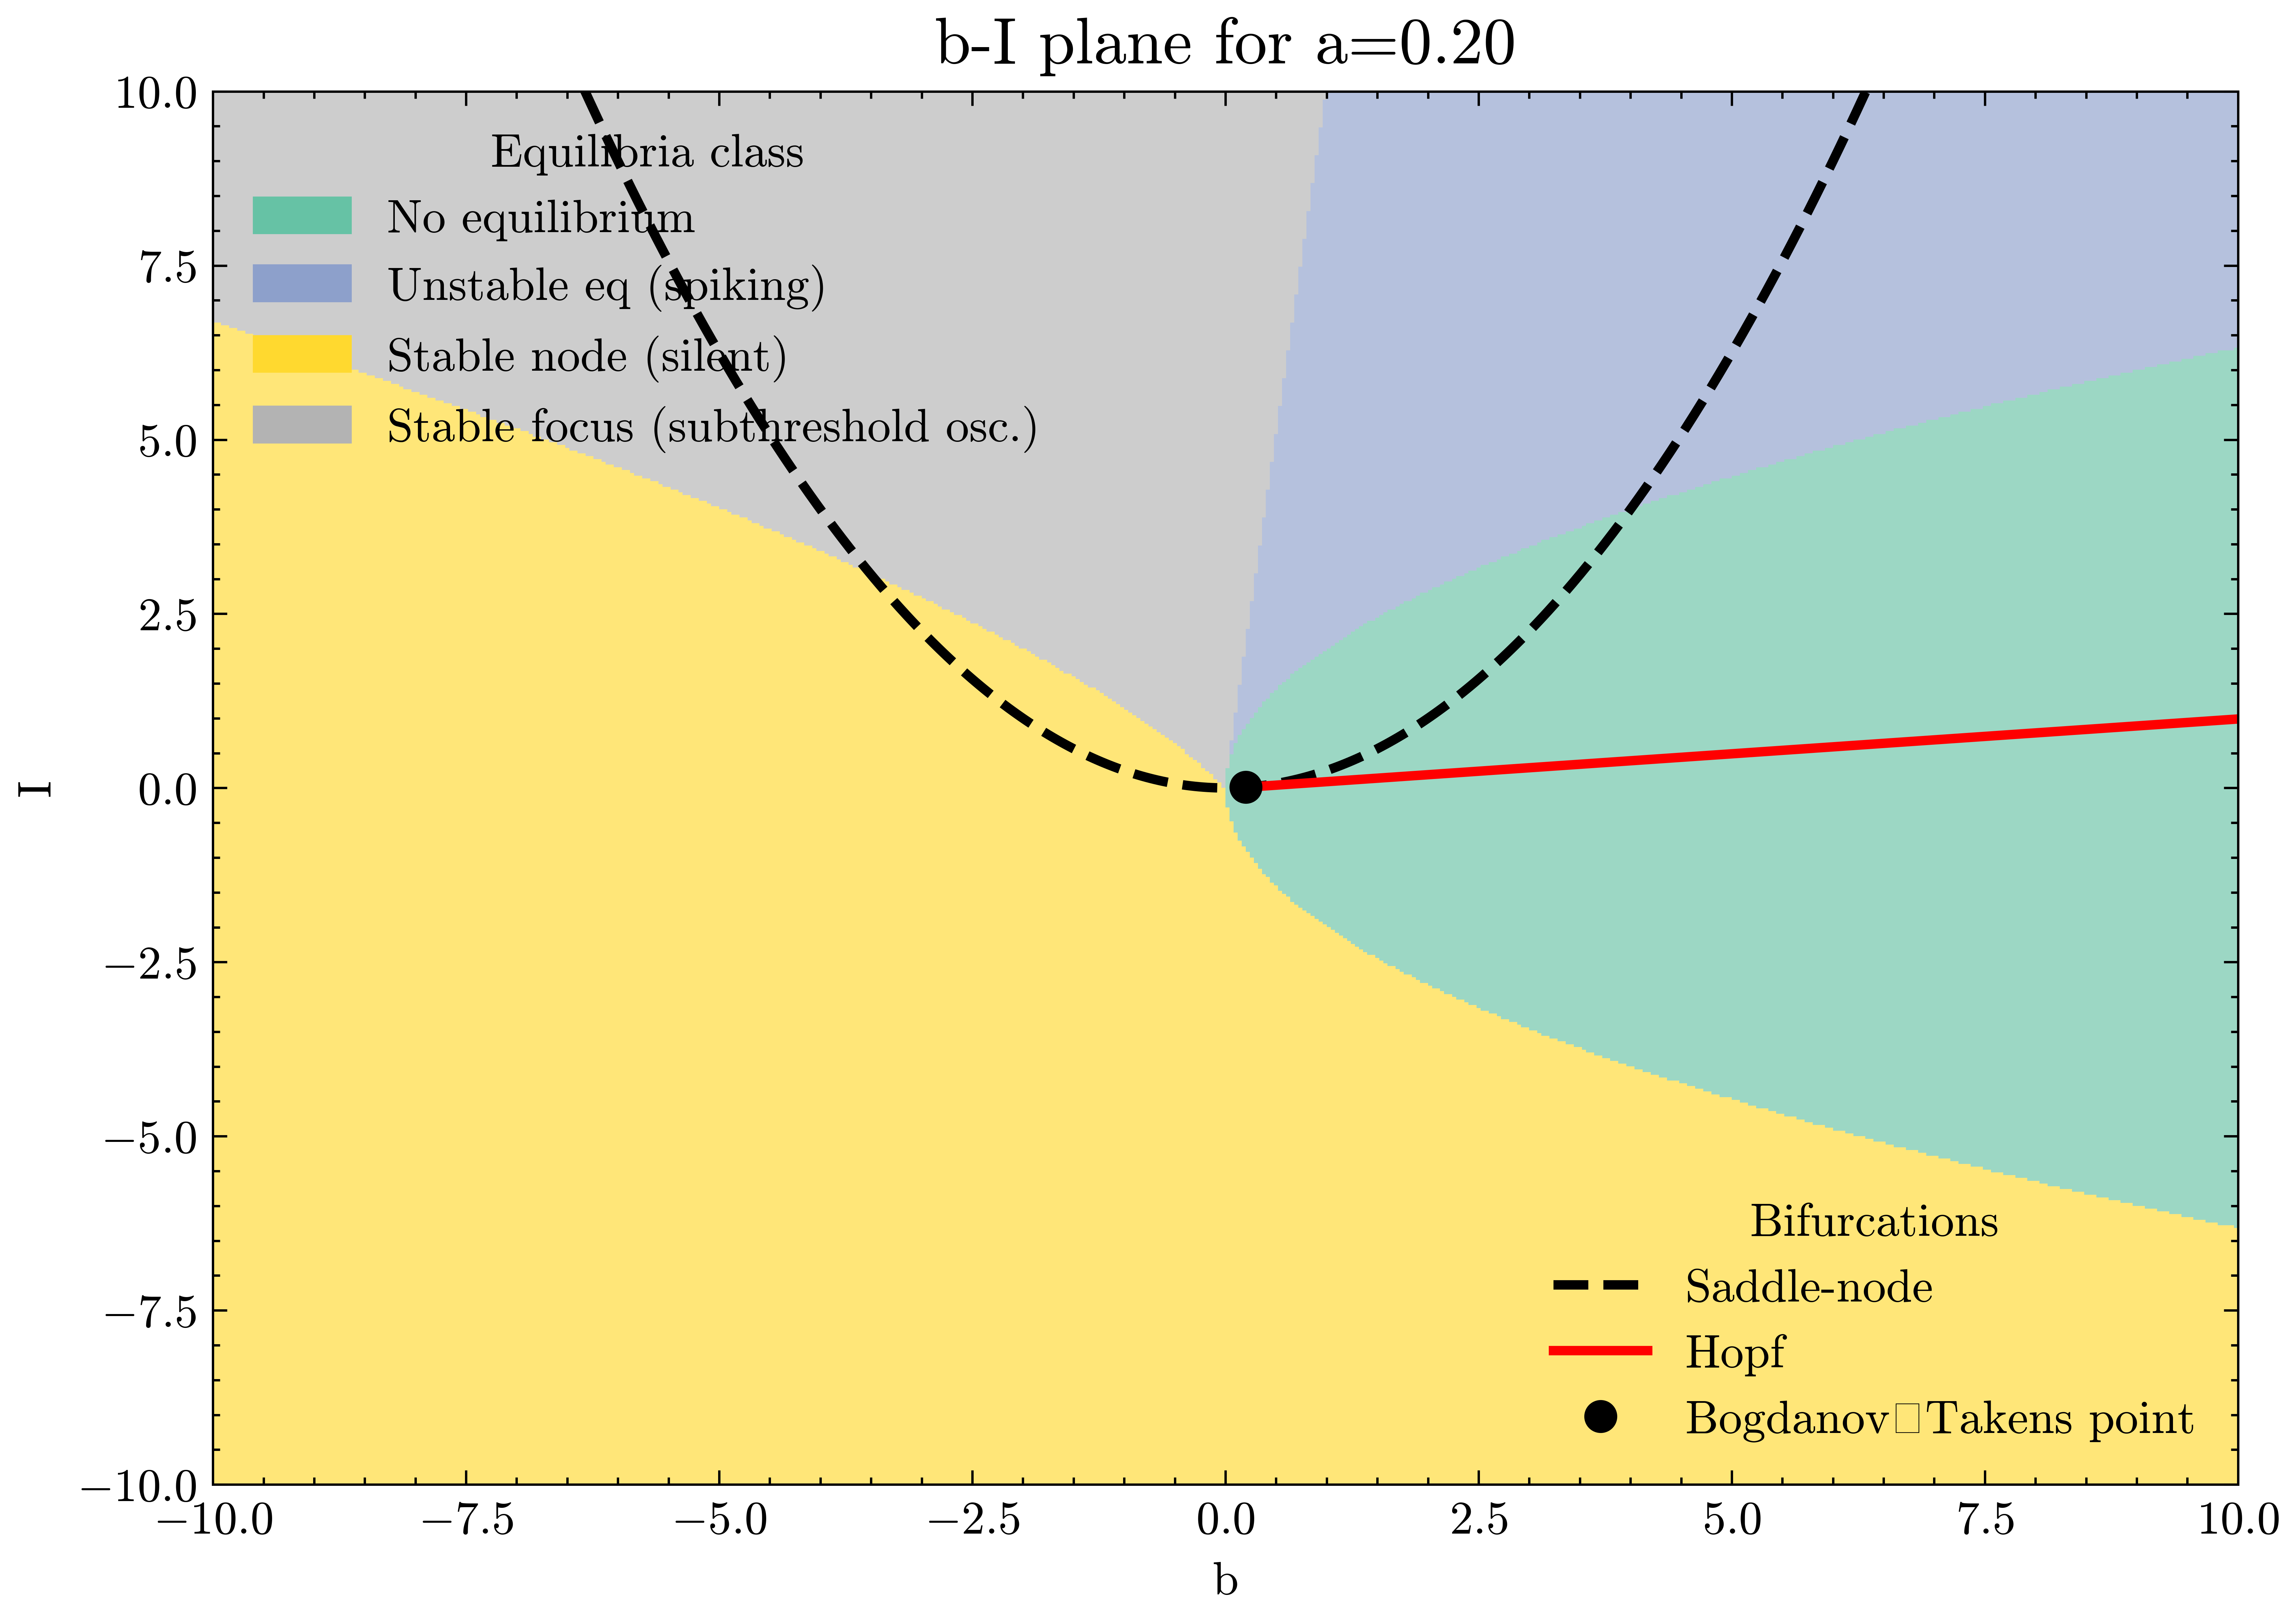 b-I plane for a=0.20
Equilibria class
No equilibrium
Unstable eq (spiking)
Stable node (silent)
Stable focus (subthreshold osc.)
10.0
7.5
5.0
2.5
0.0
−2.5
−5.0
−7.5
−10.0
I
Bifurcations
Saddle-node
Hopf
Bogdanov□Takens point
−10.0 −7.5 −5.0 −2.5 0.0 2.5 5.0 7.5 10.0
b